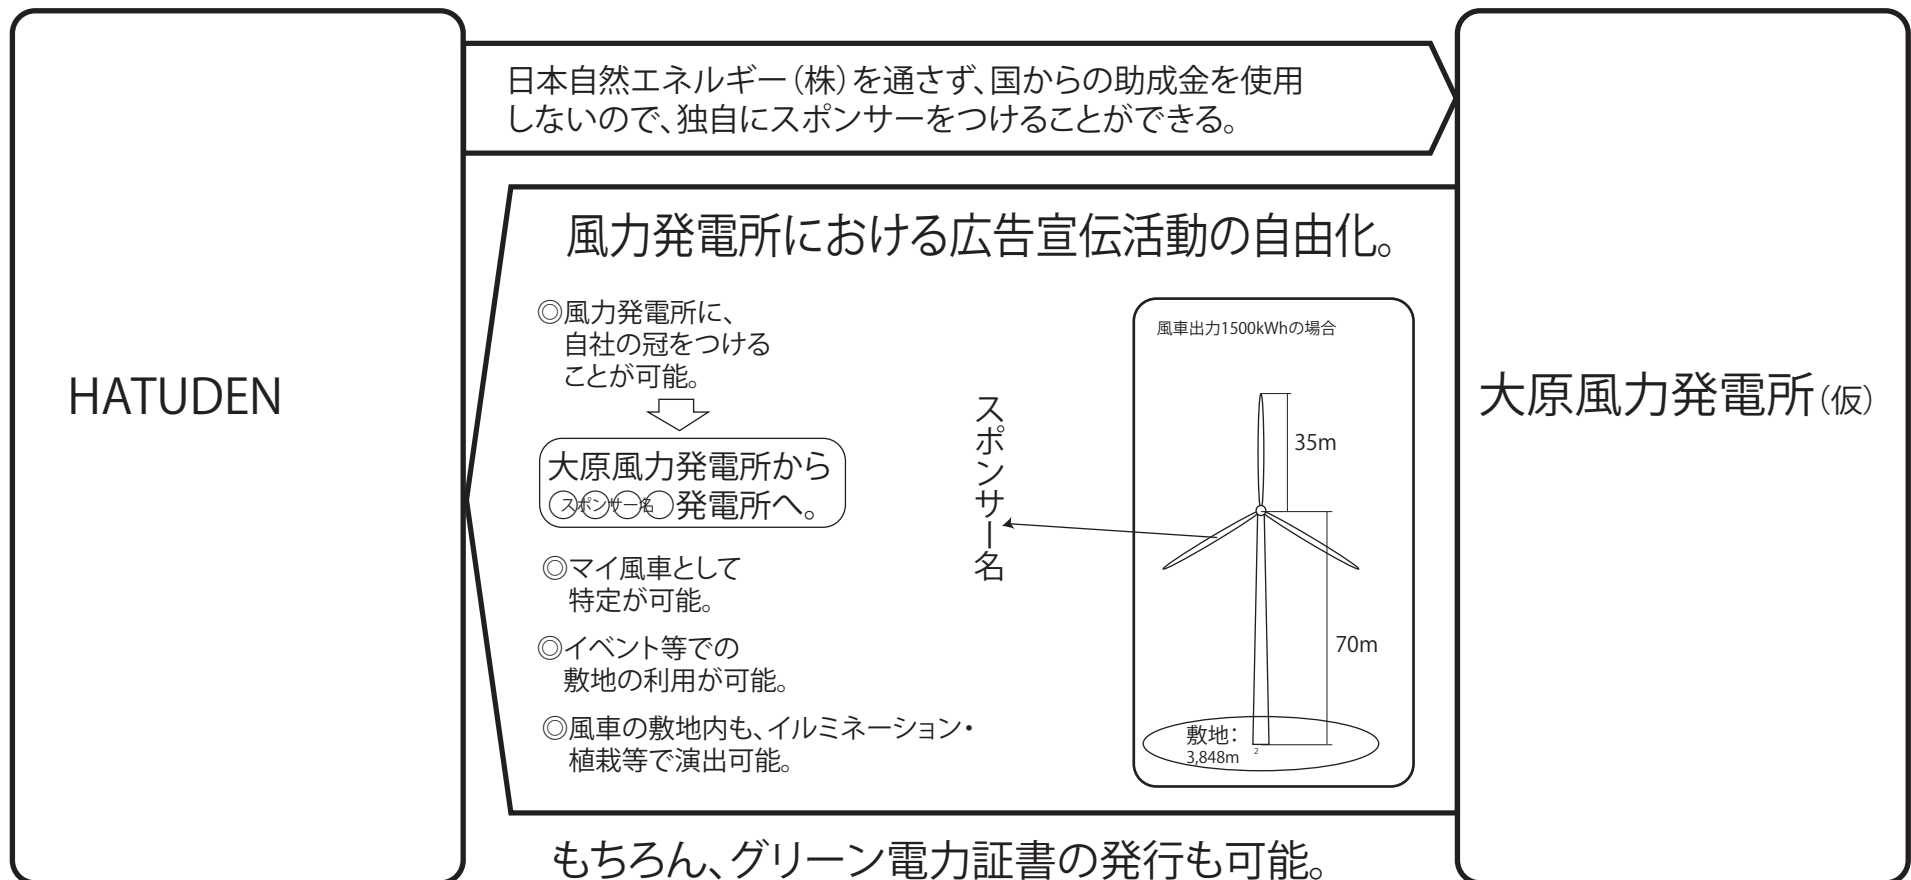 HATUDEN
日本自然エネルギー（株）を通さず、国からの助成金を使用
しないので、独自にスポンサーをつけることができる。
風力発電所における広告宣伝活動の自由化。
◎風力発電所に、
自社の冠をつける
ことが可能。
大原風力発電所から
○○○○発電所へ。
スポンサー名
◎マイ風車として
特定が可能。
◎イベント等での
敷地の利用が可能。
◎風車の敷地内も、イルミネーション・
植栽等で演出可能。
スポンサー名
風車出力1500kWhの場合
35m
70m
敷地：
3,848m2
大原風力発電所（仮）
もちろん、グリーン電力証書の発行も可能。